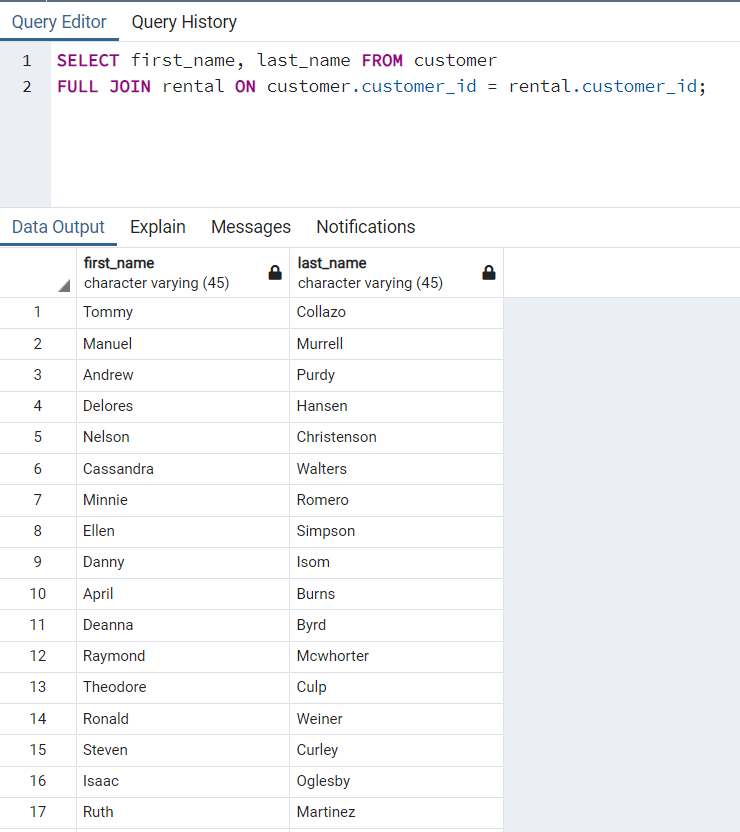 Query Editor Query History
1 SELECT first_name, last_name FROM customer
2 FULL JOIN rental ON customer.customer_id = rental.customer_id;
Data Output Explain Messages Notifications
first_name last_name
character varying (45) character varying (45)
1 Tommy Collazo
2 Manuel Murrell
3 Andrew Purdy
4 Delores Hansen
5 Nelson Christenson
6 Cassandra Walters
7 Minnie Romero
8 Ellen Simpson
9 Danny Isom
10 April Burns
11 Deanna Byrd
12 Raymond Mcwhorter
13 Theodore Culp
14 Ronald Weiner
15 Steven Curley
16 Isaac Oglesby
17 Ruth Martinez